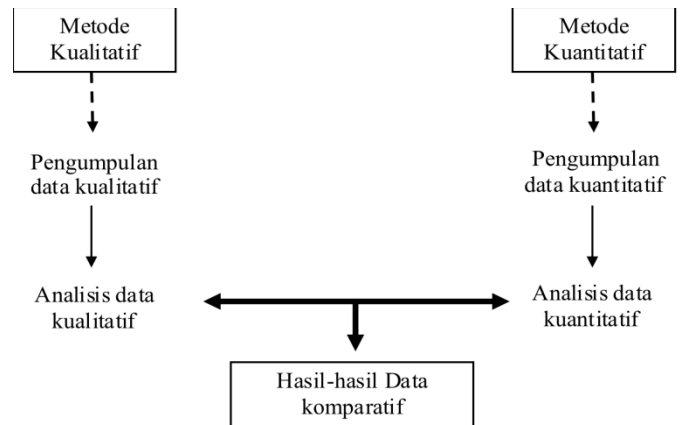 Metode
Kualitatif
Metode
Kuantitatif
Pengumpulan
data kualitatif
Pengumpulan
data kuantitatif
Analisis data
kualitatif
Analisis data
kuantitatif
Hasil-hasil Data
komparatif